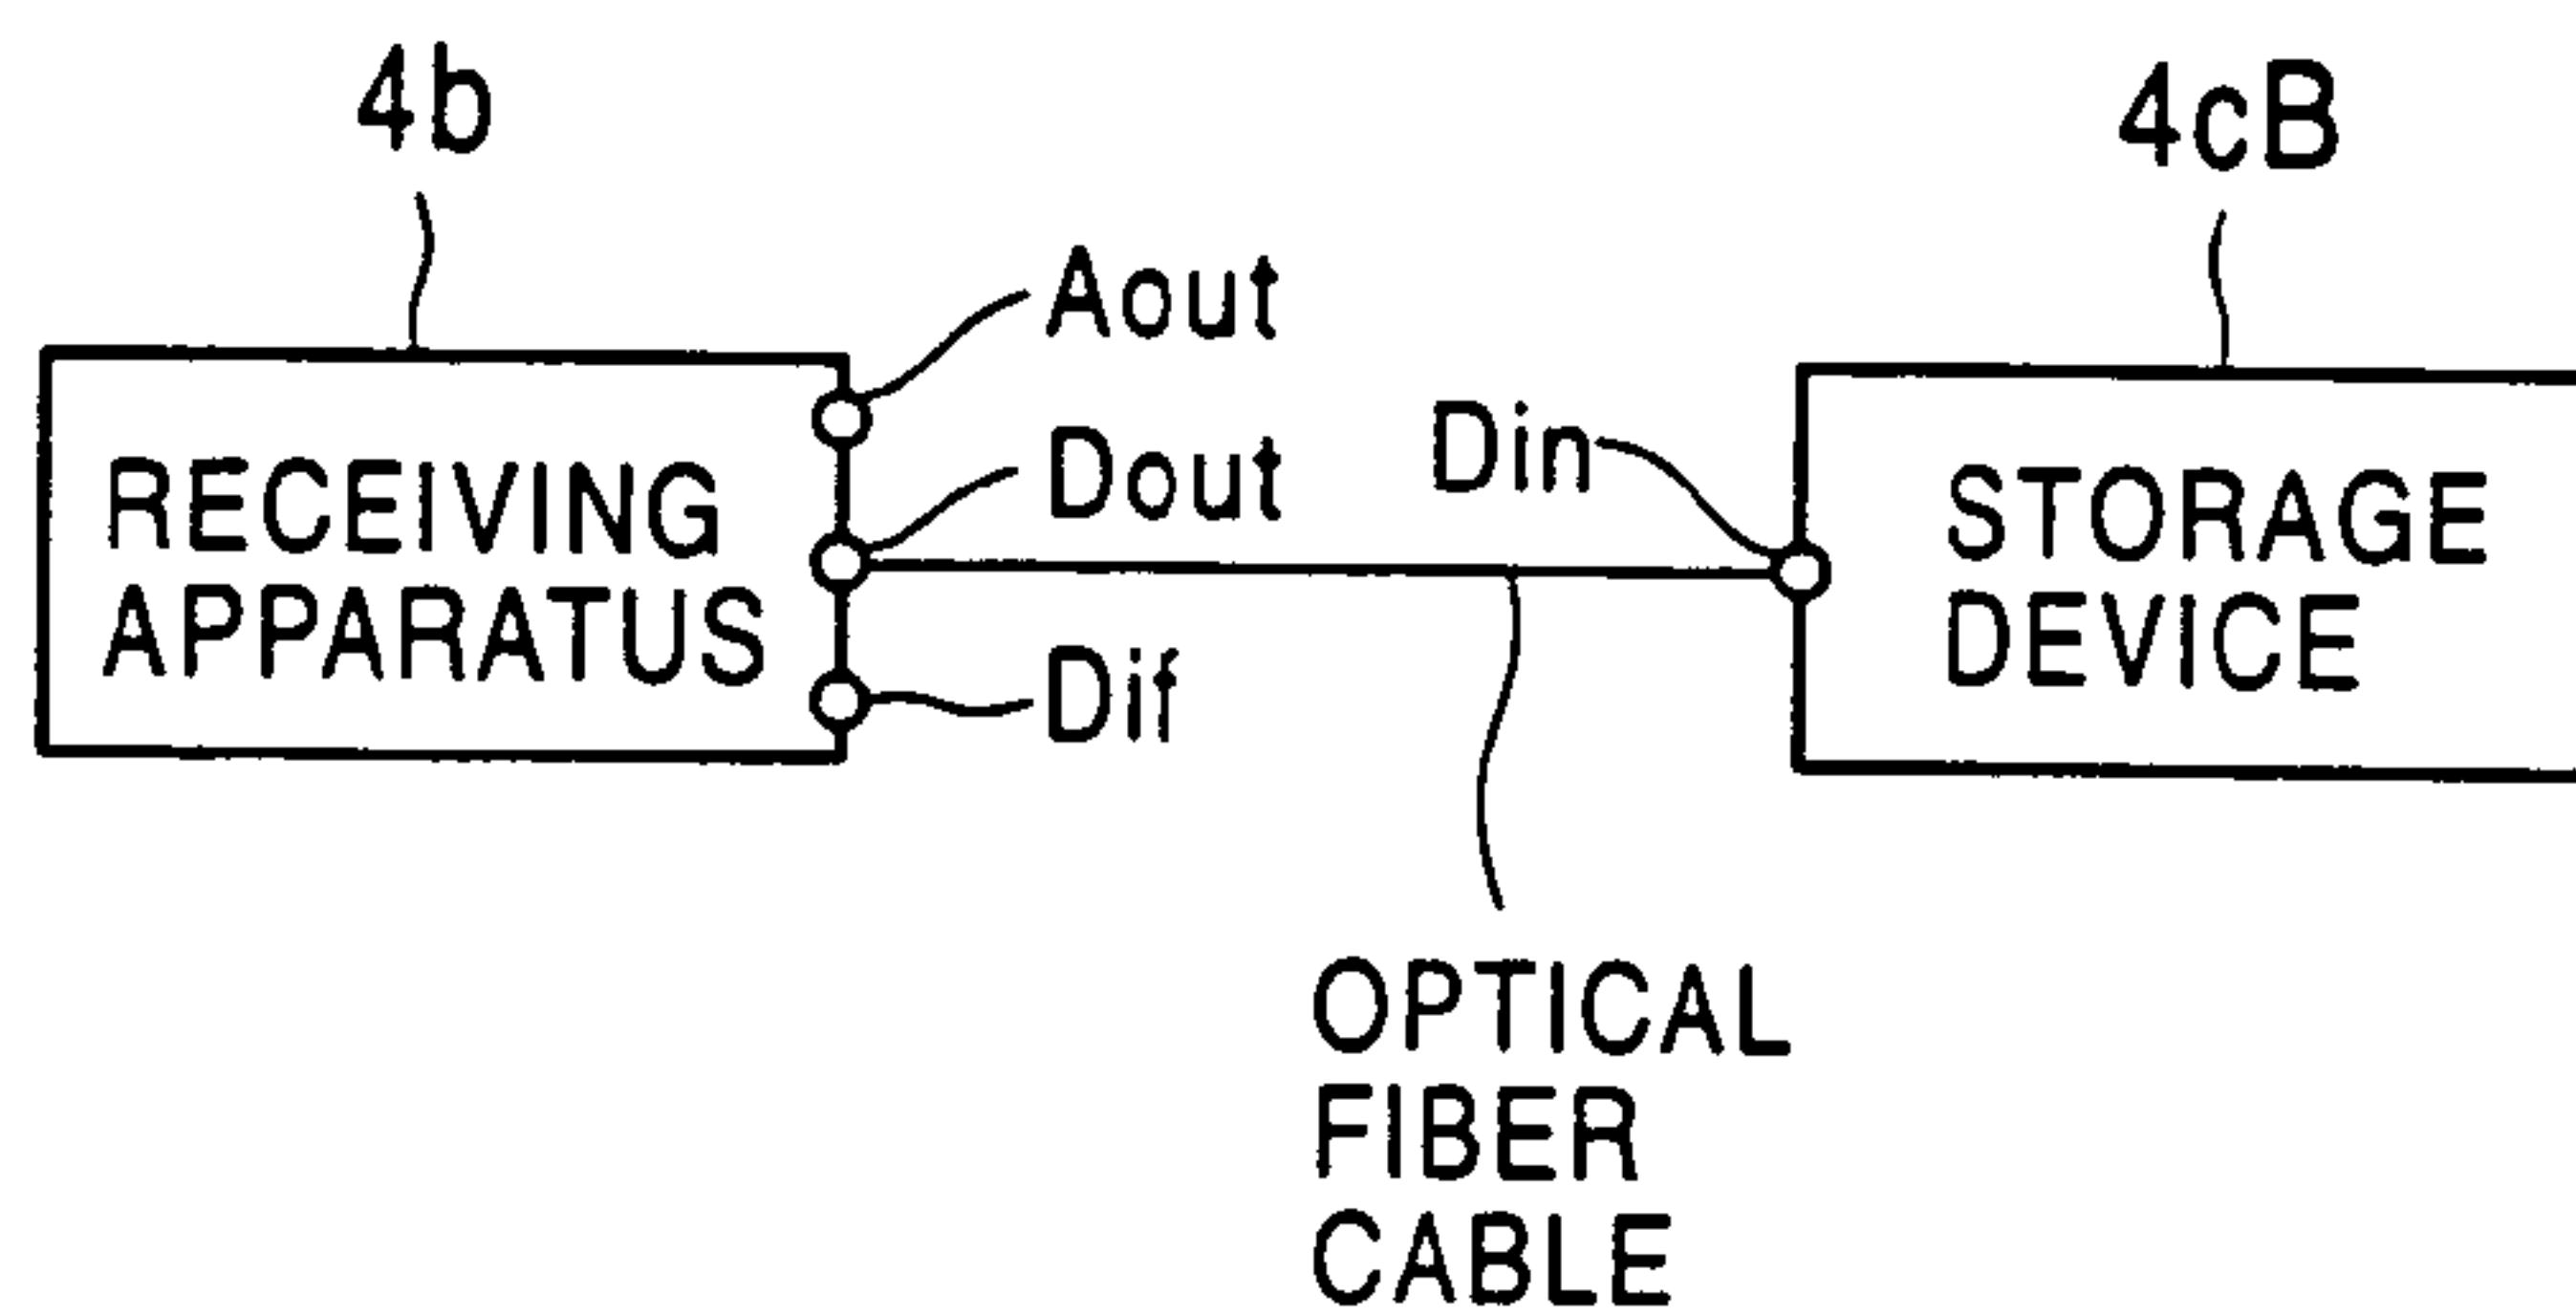 4b
4cB
Aout
Dout
Din
RECEIVING
APPARATUS
STORAGE
DEVICE
Dif
OPTICAL
FIBER
CABLE